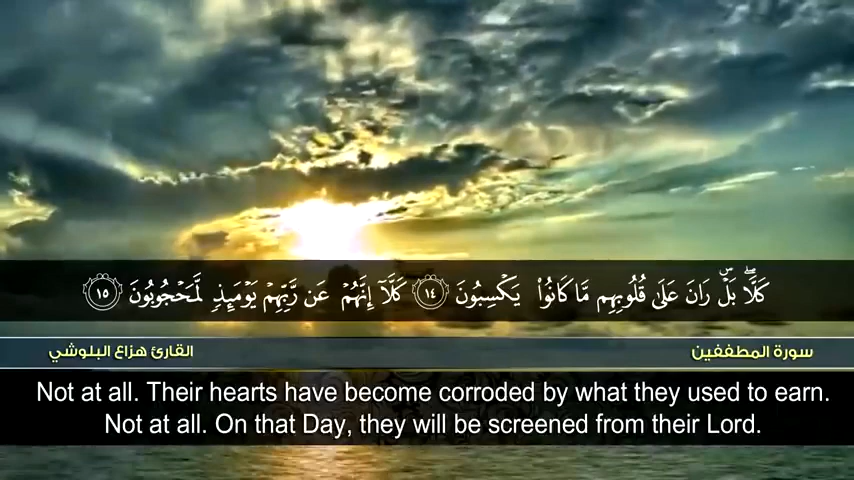 كَلَّا ۖ بَلْ ۜ رَانَ عَلَىٰ قُلُوبِهِم مَّا كَانُوا۟ يَكْسِبُونَ ١٤ كَلَّآ إِنَّهُمْ عَن رَّبِّهِمْ يَوْمَئِذٍ لَّمَحْجُوبُونَ ١٥
سورة المطففين
القارئ هزاع البلوشي
Not at all. Their hearts have become corroded by what they used to earn.
Not at all. On that Day, they will be screened from their Lord.